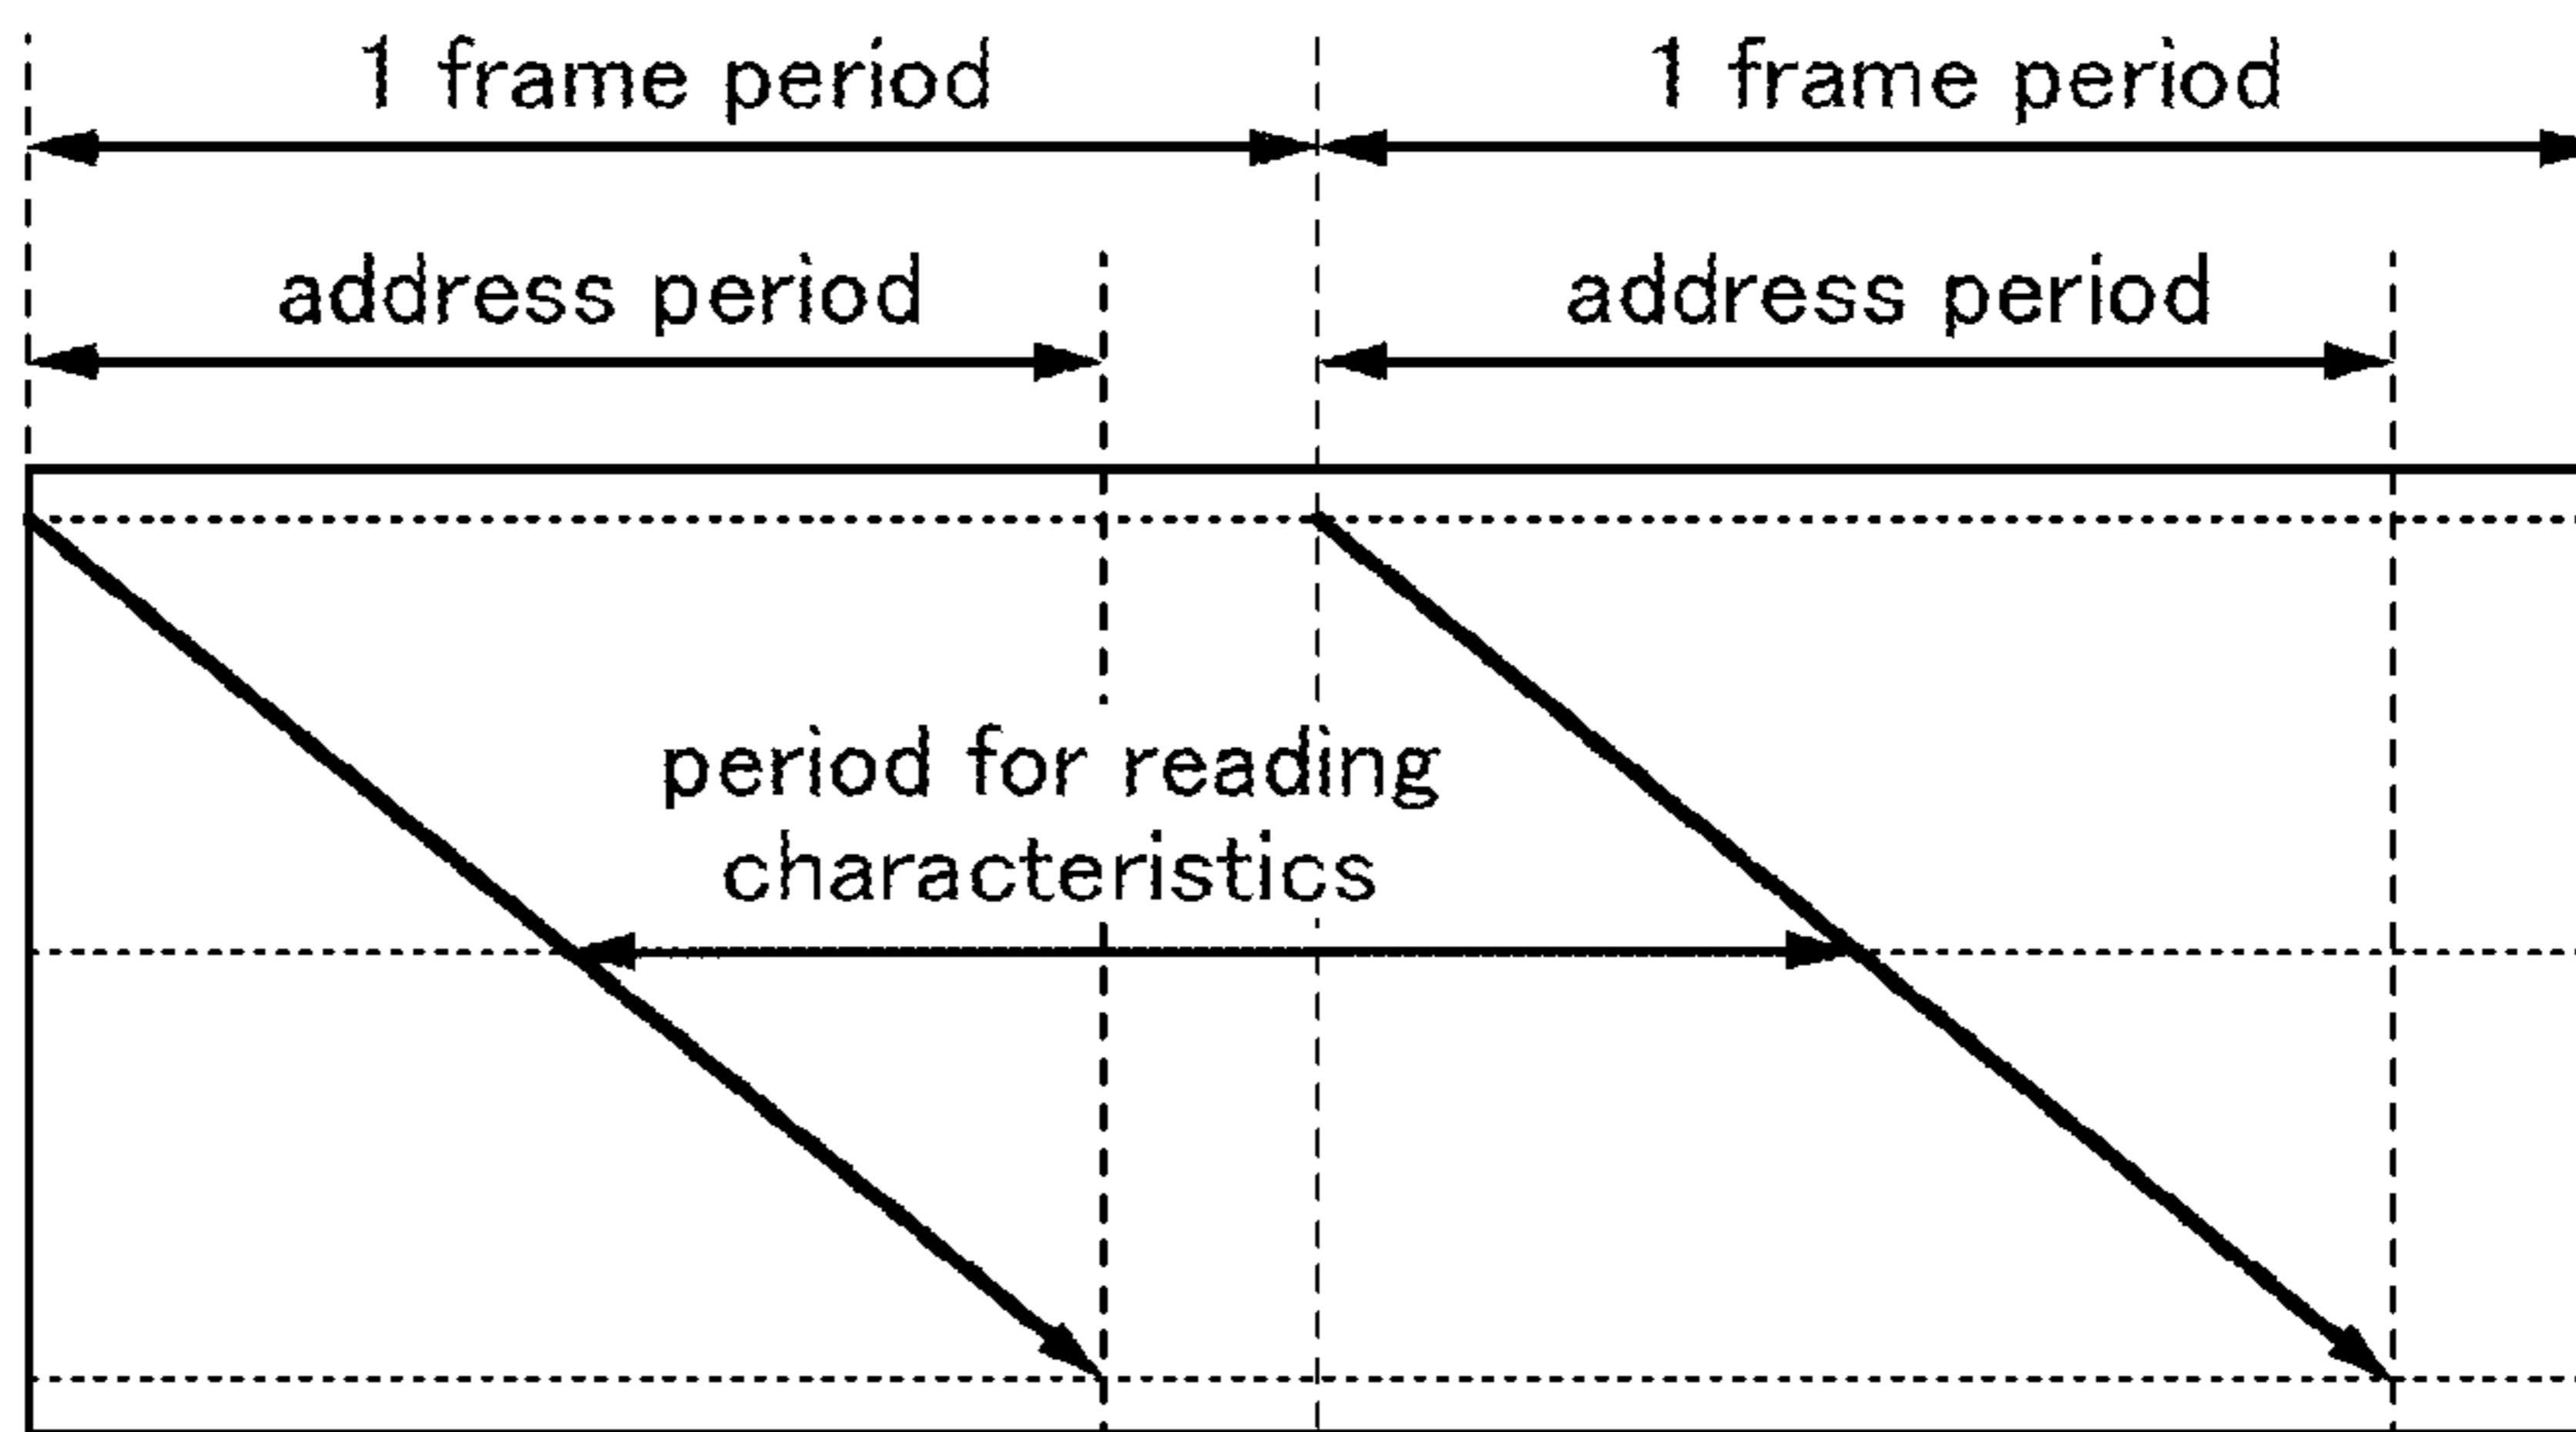 1 frame period
1 frame period
address period
address period
period for reading
characteristics